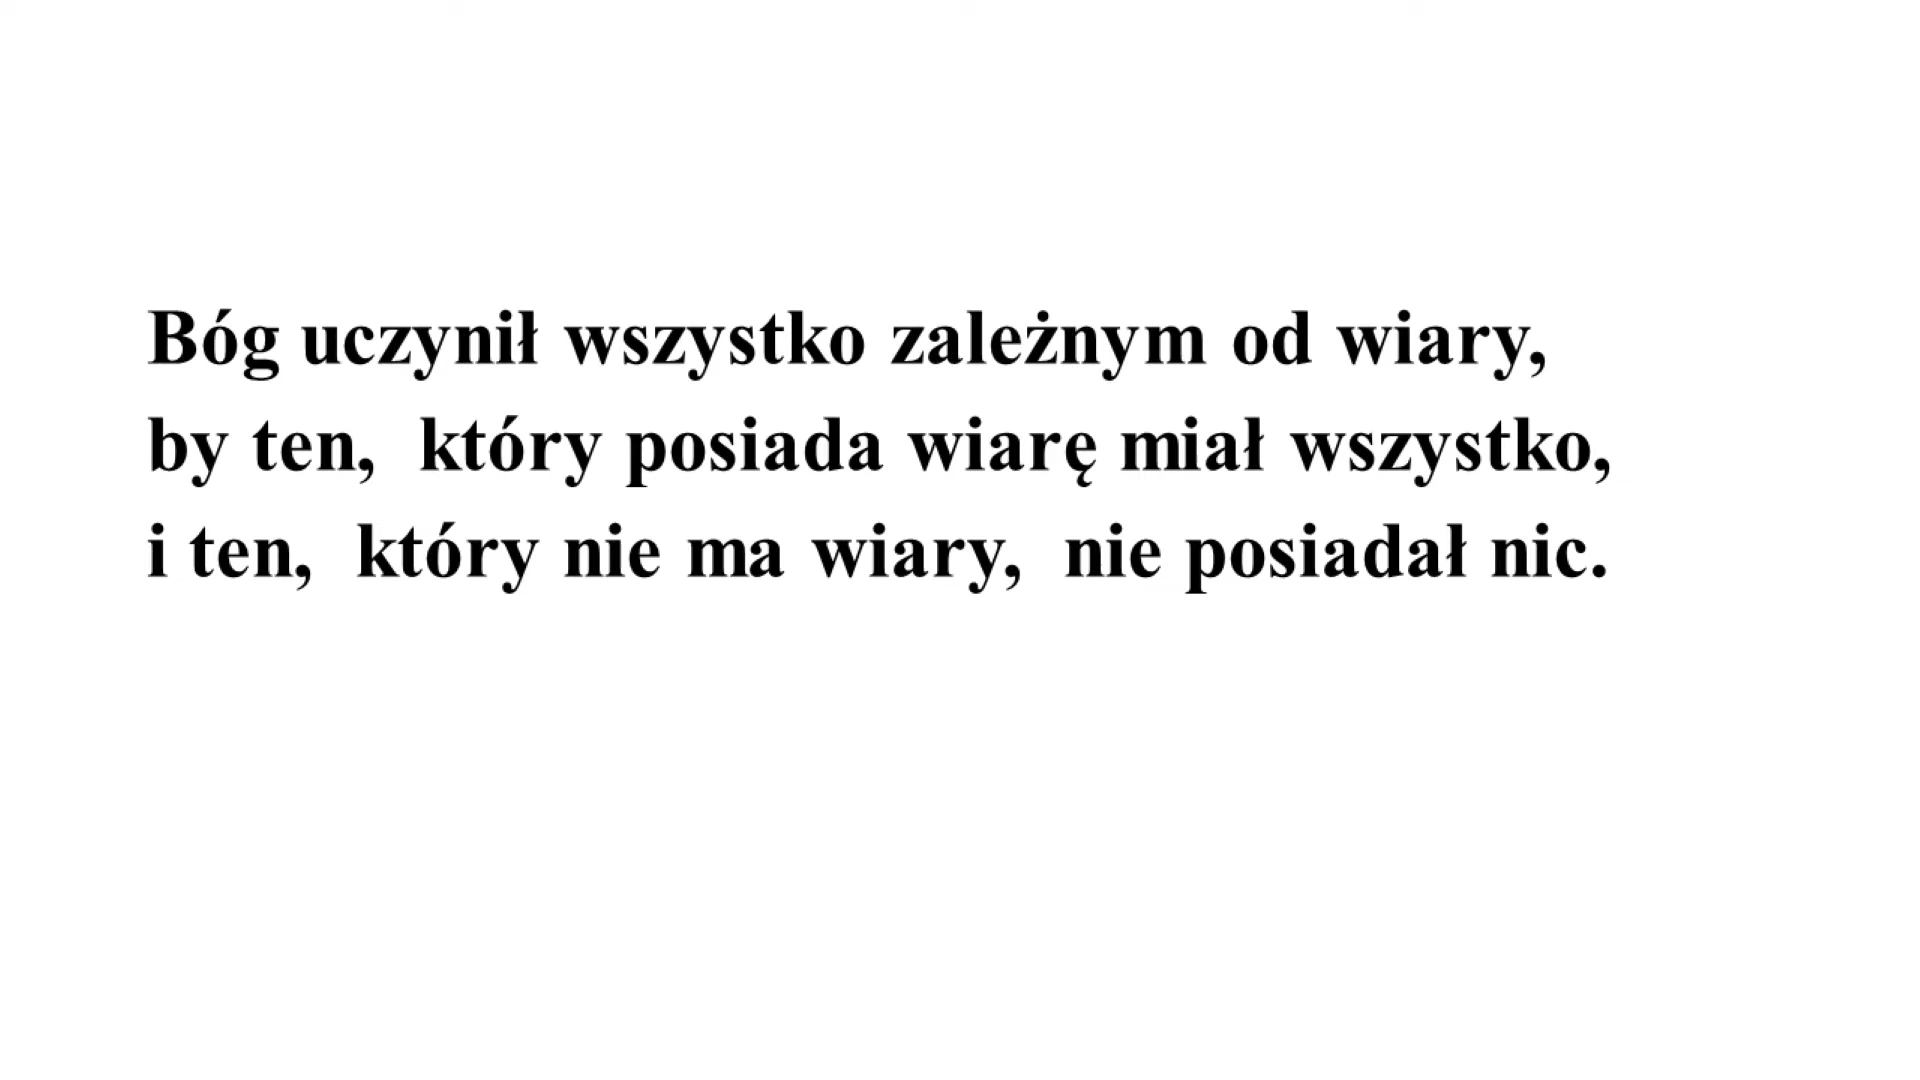 Bóg uczynił wszystko zależnym od wiary,
by ten, który posiada wiarę miał wszystko,
i ten, który nie ma wiary, nie posiadał nic.